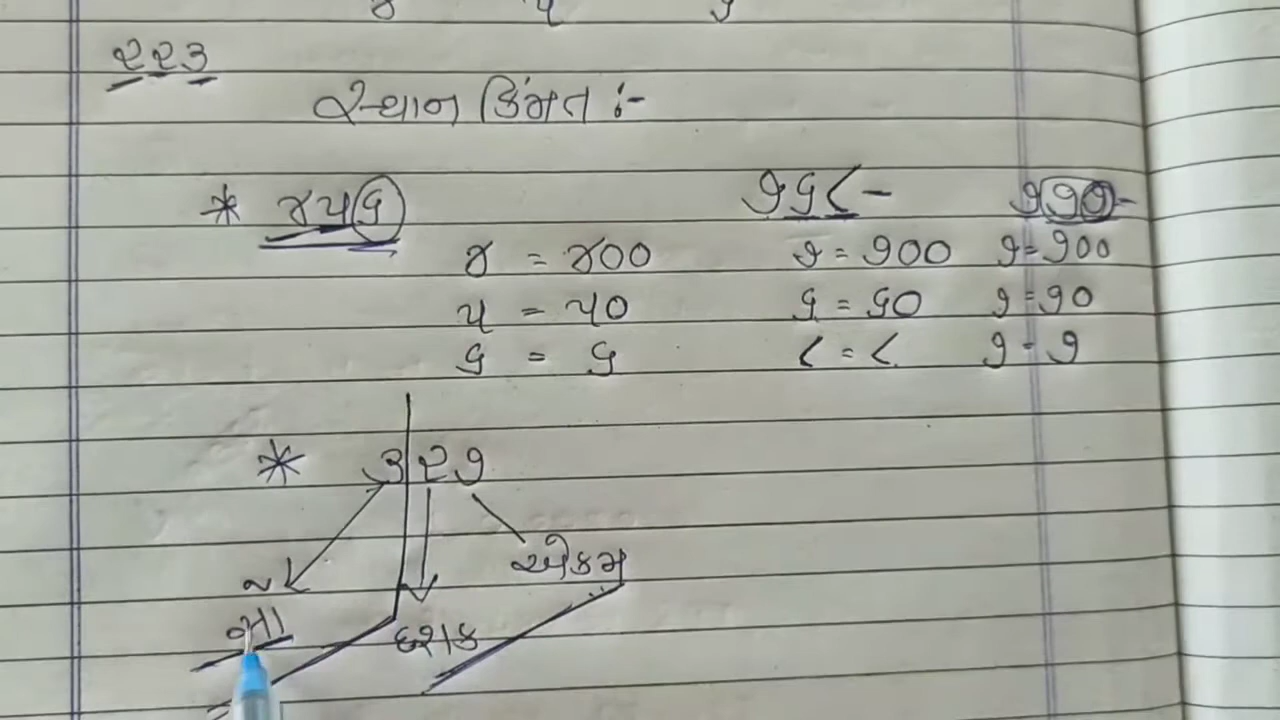 ૨૨૩
સ્થાન કિંમત :-
* ૪૫૬ ૧૬૮ - ૧૧૧ -
૪ = ૪૦૦ ૧ = ૧૦૦ ૧ = ૧૦૦
૫ = ૫૦ ૬ = ૬૦ ૧ = ૧૦
૬ = ૬ ૮ = ૮ ૧ - ૧
* ૩૨૧
એકમ
દશક